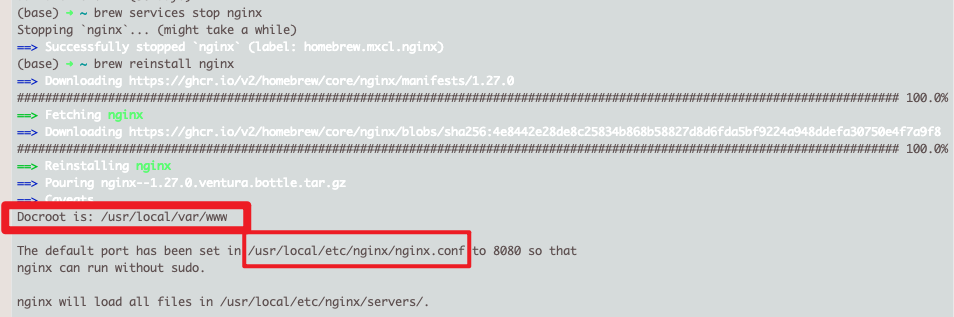 (base) ➜ ~ brew services stop nginx
Stopping `nginx`... (might take a while)
==> Successfully stopped `nginx` (label: homebrew.mxcl.nginx)
(base) ➜ ~ brew reinstall nginx
==> Downloading https://ghcr.io/v2/homebrew/core/nginx/manifests/1.27.0
############################################################################################################################## 100.0%
==> Fetching nginx
==> Downloading https://ghcr.io/v2/homebrew/core/nginx/blobs/sha256:4e8442e28de8c25834b868b58827d8d6fda5bf9224a948ddefa30750e4f7a9f8
############################################################################################################################## 100.0%
==> Reinstalling nginx
==> Pouring nginx--1.27.0.ventura.bottle.tar.gz
==> Caveats
Docroot is: /usr/local/var/www
The default port has been set in /usr/local/etc/nginx/nginx.conf to 8080 so that
nginx can run without sudo.
nginx will load all files in /usr/local/etc/nginx/servers/.